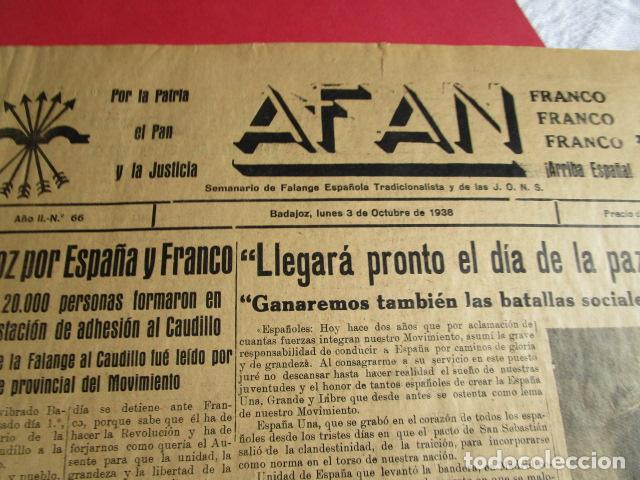 Por la Patria
el Pan
y la Justicia
AFAN
FRANCO
FRANCO
FRANCO
¡Arriba España!
Semanario de Falange Española Tradicionalista y de las J. O. N. S.
Año II.-N.º 66
Badajoz, lunes 3 de Octubre de 1938
Precio
oz por España y Franco
20.000 personas formaron en
stación de adhesión al Caudillo
e la Falange al Caudillo fué leído por
e provincial del Movimiento
vibrado Ba-
sado día 1.º,
rio de la
udillo a la
y pueblo,
día se detiene ante Fran-
co, porque sabe que él ha de
hacer la Revolución y ha de
forjarnos como quería el Au-
sente para que la unidad, la
grandeza y la libertad de la
"Llegará pronto el día de la paz
"Ganaremos también las batallas sociale
«Españoles: Hoy hace dos años que por aclamación de
cuantas fuerzas integran nuestro Movimiento, asumí la grave
responsabilidad de conducir a España por caminos de gloria
y de grandeza. Al consagrarme a su servicio en este puesto
juré no descansar hasta hacer realidad el sueño de nuestras
juventudes y el honor de tantos españoles de crear la España
Una, Grande y Libre que desde antes se ostenta como lema
de nuestro Movimiento.
España Una, que se grabó en el corazón de todos los espa-
ñoles desde los tristes días en que el pacto de San Sebastián
salió de la clandestinidad, de la traición, para incorporarse
como norma en el torso de nuestra nación.
Unidad de España que levantó la bandera,
todocoleccion.net